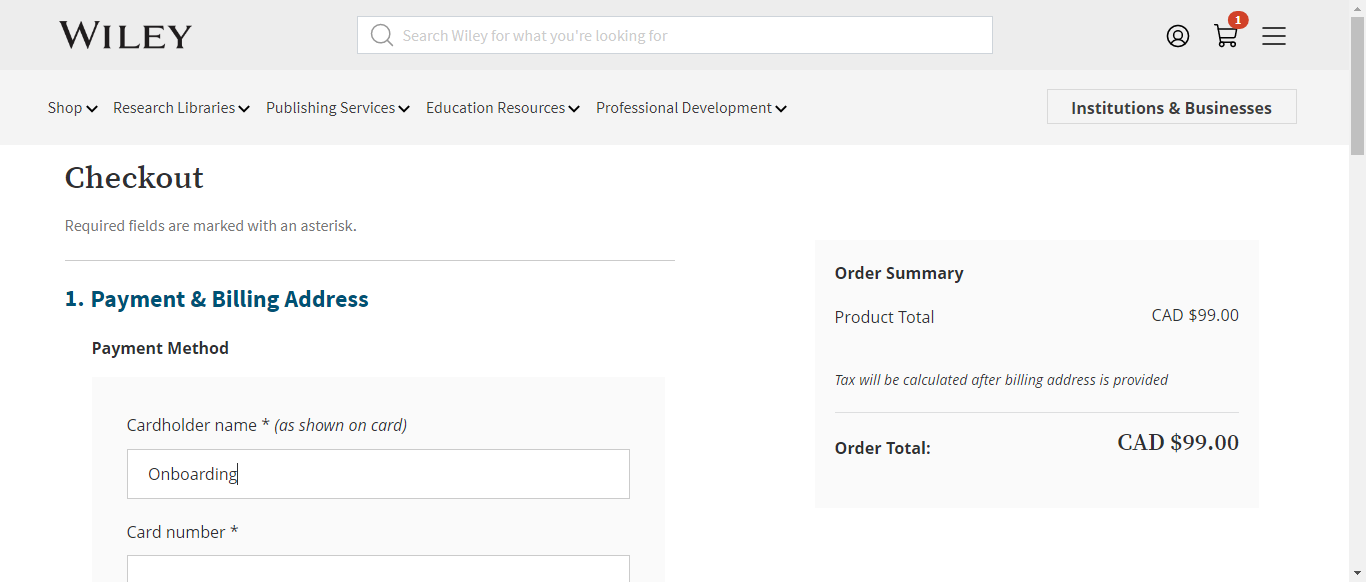 WILEY
Search Wiley for what you're looking for
1
Shop
Research Libraries
Publishing Services
Education Resources
Professional Development
Institutions & Businesses
Checkout
Required fields are marked with an asterisk.
1. Payment & Billing Address
Payment Method
Cardholder name * (as shown on card)
Onboarding
Card number *
Order Summary
Product Total CAD $99.00
Tax will be calculated after billing address is provided
Order Total: CAD $99.00